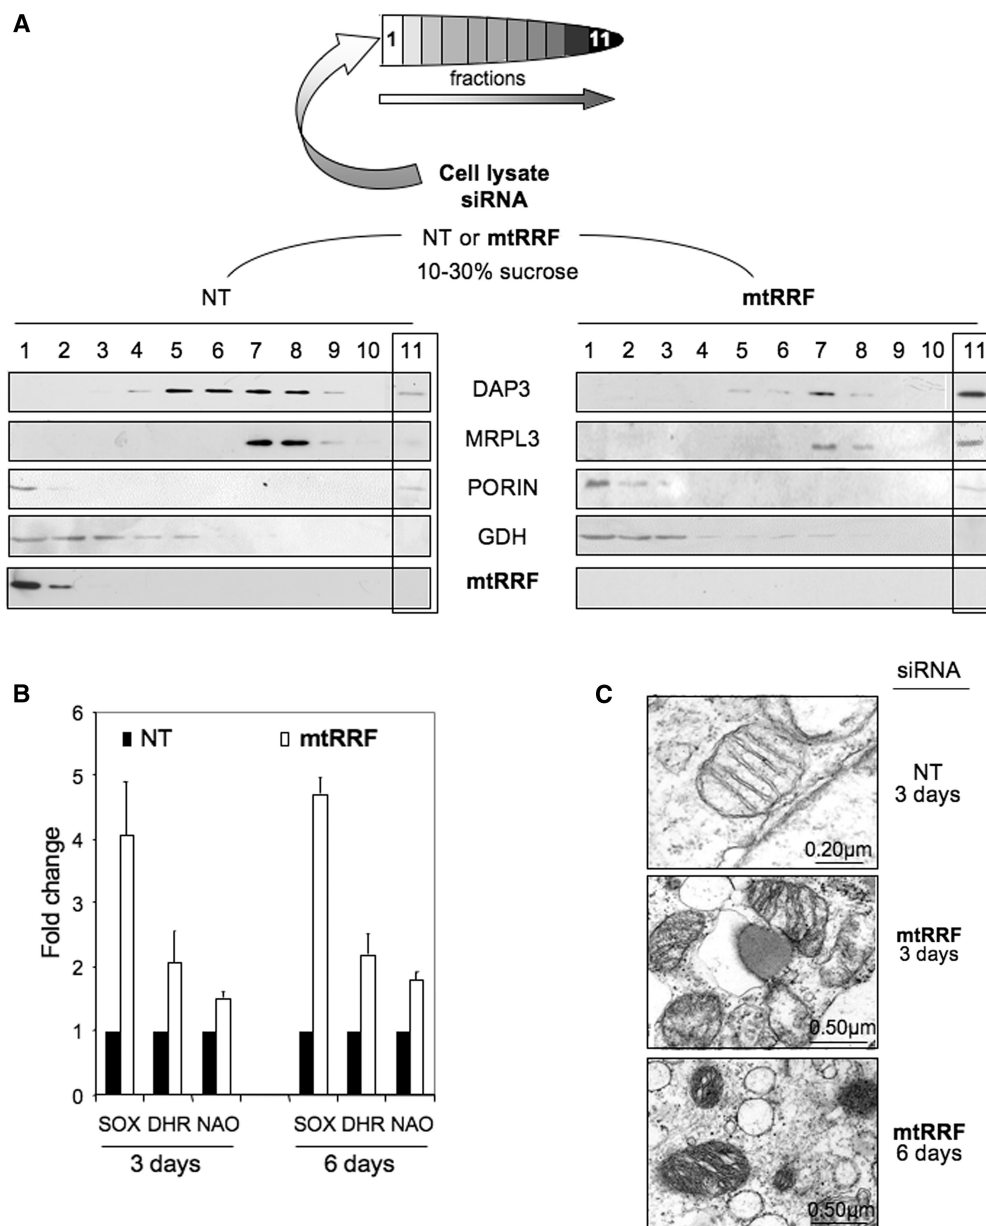 A
1 11
fractions
Cell lysate
siRNA
NT or mtRRF
10-30% sucrose
NT mtRRF
1 2 3 4 5 6 7 8 9 10 11 1 2 3 4 5 6 7 8 9 10 11
DAP3
MRPL3
PORIN
GDH
mtRRF
B
6
NT mtRRF
5
4
3
2
1
0
Fold change
SOX DHR NAO SOX DHR NAO
3 days 6 days
C
siRNA
NT
3 days
0.20µm
mtRRF
3 days
0.50µm
mtRRF
6 days
0.50µm